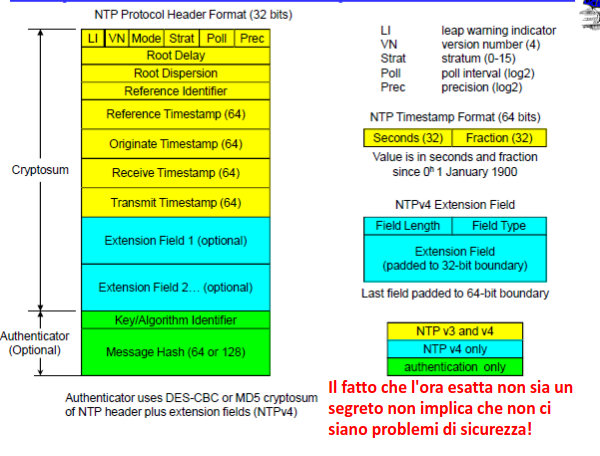 NTP Protocol Header Format (32 bits)
LI VN Mode Strat Poll Prec
Root Delay
Root Dispersion
Reference Identifier
Reference Timestamp (64)
Originate Timestamp (64)
Receive Timestamp (64)
Transmit Timestamp (64)
Extension Field 1 (optional)
Extension Field 2… (optional)
Key/Algorithm Identifier
Message Hash (64 or 128)
Cryptosum
Authenticator
(Optional)
Authenticator uses DES-CBC or MD5 cryptosum
of NTP header plus extension fields (NTPv4)
LI leap warning indicator
VN version number (4)
Strat stratum (0-15)
Poll poll interval (log2)
Prec precision (log2)
NTP Timestamp Format (64 bits)
Seconds (32) Fraction (32)
Value is in seconds and fraction
since 0h 1 January 1900
NTPv4 Extension Field
Field Length Field Type
Extension Field
(padded to 32-bit boundary)
Last field padded to 64-bit boundary
NTP v3 and v4
NTP v4 only
authentication only
Il fatto che l'ora esatta non sia un
segreto non implica che non ci
siano problemi di sicurezza!